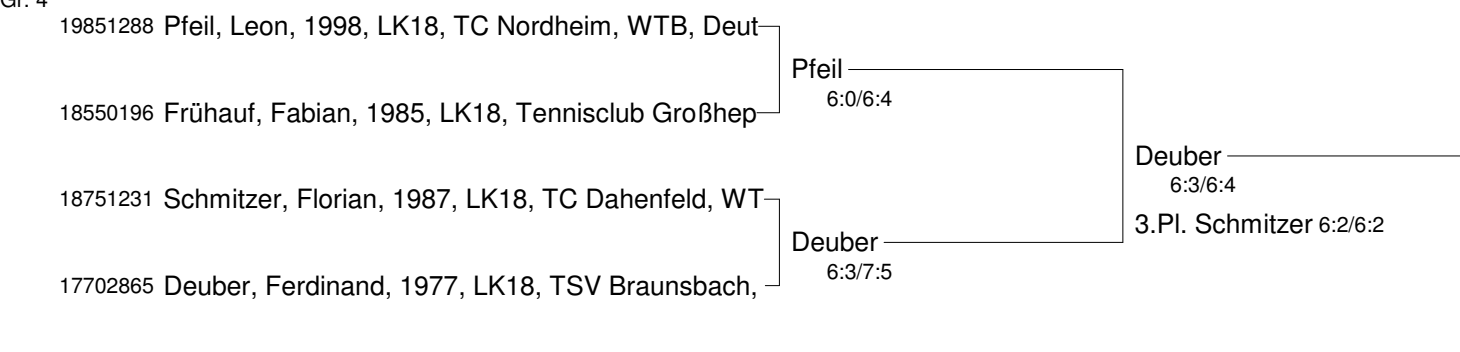 Gr. 4
19851288 Pfeil, Leon, 1998, LK18, TC Nordheim, WTB, Deut
Pfeil
6:0/6:4
18550196 Frühauf, Fabian, 1985, LK18, Tennisclub Großhep
Deuber
6:3/6:4
18751231 Schmitzer, Florian, 1987, LK18, TC Dahenfeld, WT
3.Pl. Schmitzer 6:2/6:2
Deuber
6:3/7:5
17702865 Deuber, Ferdinand, 1977, LK18, TSV Braunsbach,